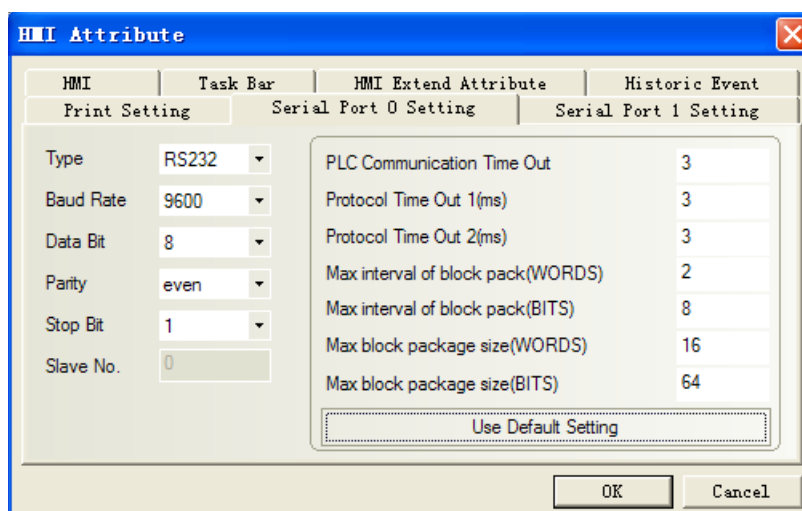 HMI Attribute
HMI
Task Bar
HMI Extend Attribute
Historic Event
Print Setting
Serial Port 0 Setting
Serial Port 1 Setting
Type RS232
Baud Rate 9600
Data Bit 8
Parity even
Stop Bit 1
Slave No. 0
PLC Communication Time Out 3
Protocol Time Out 1(ms) 3
Protocol Time Out 2(ms) 3
Max interval of block pack(WORDS) 2
Max interval of block pack(BITS) 8
Max block package size(WORDS) 16
Max block package size(BITS) 64
Use Default Setting
OK
Cancel